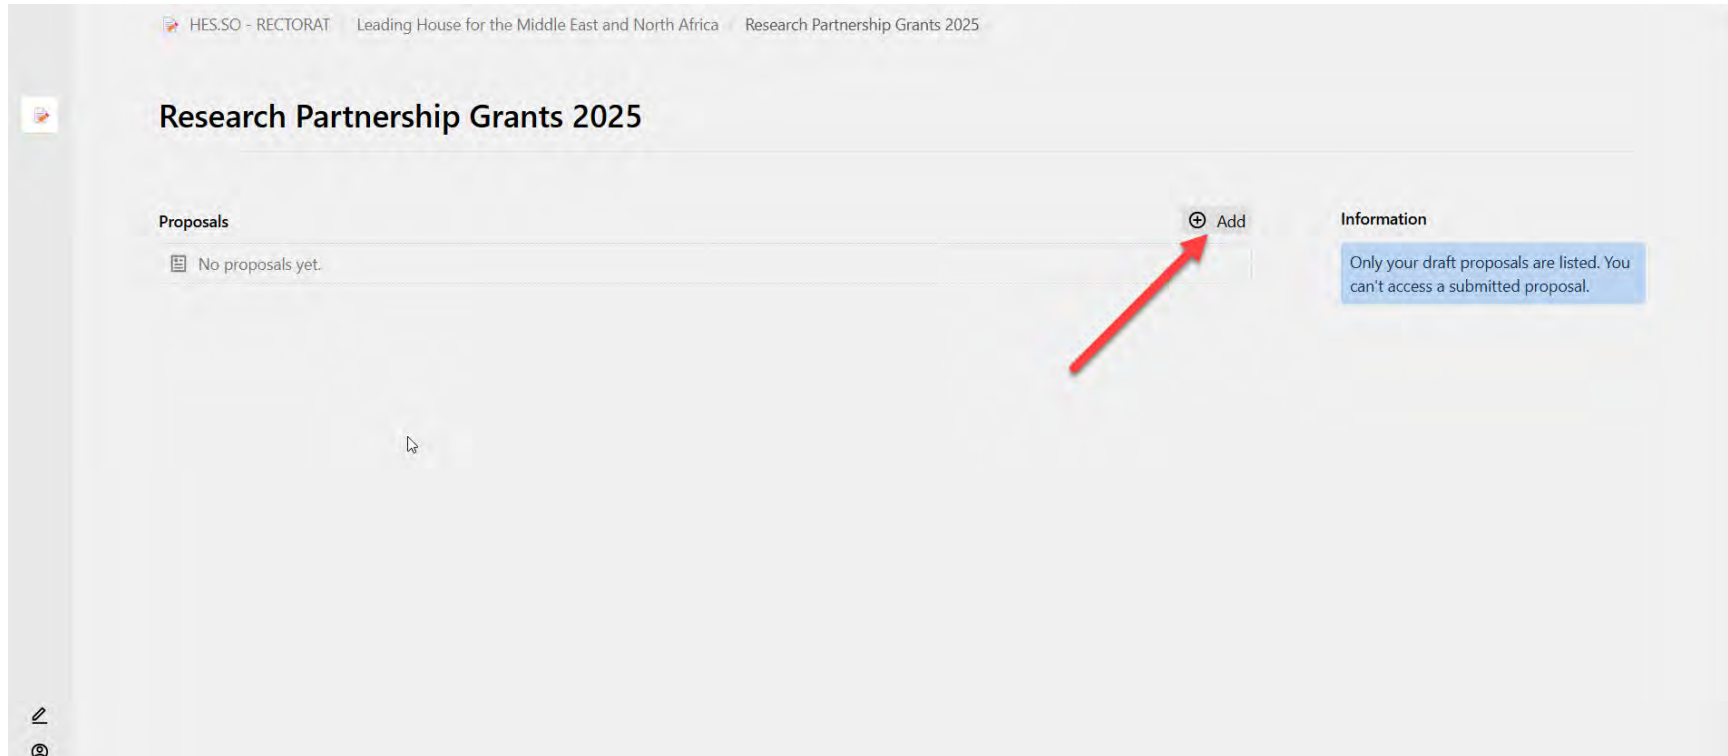 HES.SO - RECTORAT Leading House for the Middle East and North Africa Research Partnership Grants 2025
Research Partnership Grants 2025
Proposals
Add
No proposals yet.
Information
Only your draft proposals are listed. You
can't access a submitted proposal.